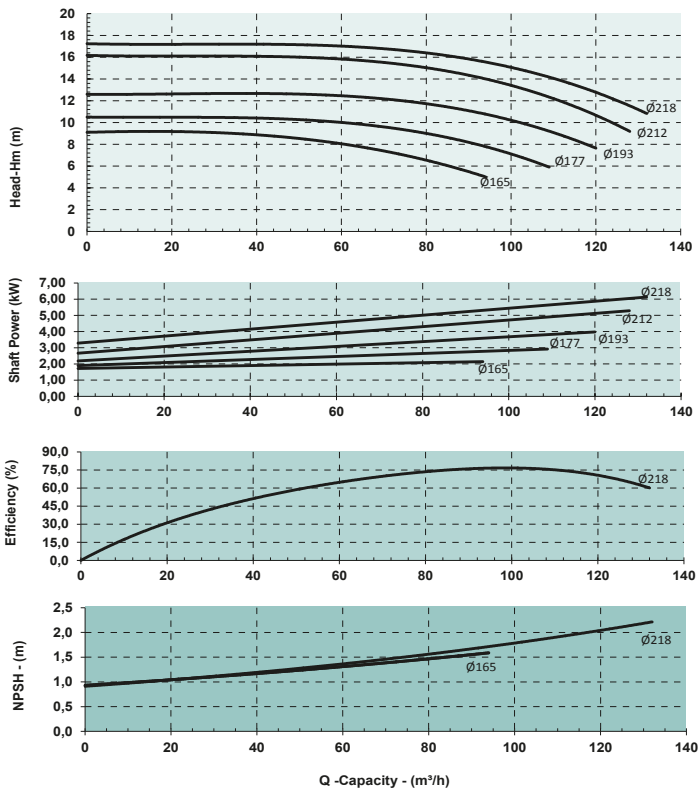 Head-Hm (m)
20
18
16
14
12
10
8
6
4
2
0
0 20 40 60 80 100 120 140
Ø218
Ø212
Ø193
Ø177
Ø165
Shaft Power (kW)
7,00
6,00
5,00
4,00
3,00
2,00
1,00
0,00
0 20 40 60 80 100 120 140
Ø218
Ø212
Ø193
Ø177
Ø165
Efficiency (%)
90,0
75,0
60,0
45,0
30,0
15,0
0,0
0 20 40 60 80 100 120 140
Ø218
NPSH - (m)
2,5
2,0
1,5
1,0
0,5
0,0
0 20 40 60 80 100 120 140
Ø218
Ø165
Q -Capacity - (m³/h)